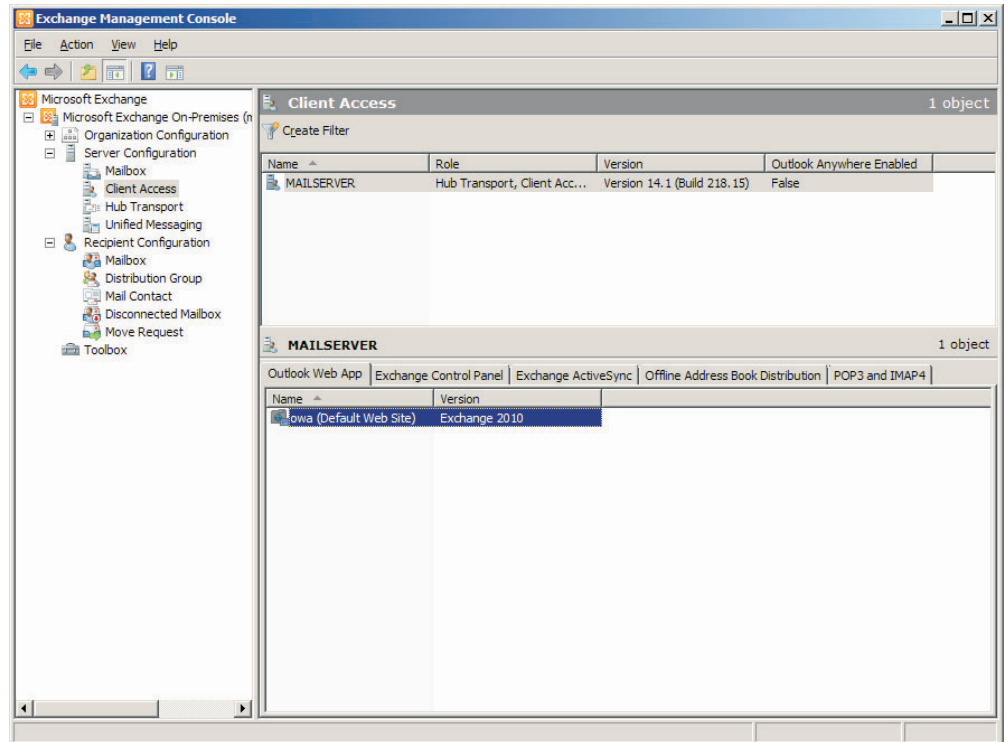 Exchange Management Console
File Action View Help
Microsoft Exchange
Microsoft Exchange On-Premises (n
Organization Configuration
Server Configuration
Mailbox
Client Access
Hub Transport
Unified Messaging
Recipient Configuration
Mailbox
Distribution Group
Mail Contact
Disconnected Mailbox
Move Request
Toolbox
Client Access 1 object
Create Filter
Name Role Version Outlook Anywhere Enabled
MAILSERVER Hub Transport, Client Acc... Version 14.1 (Build 218.15) False
MAILSERVER 1 object
Outlook Web App Exchange Control Panel Exchange ActiveSync Offline Address Book Distribution POP3 and IMAP4
Name Version
owa (Default Web Site) Exchange 2010